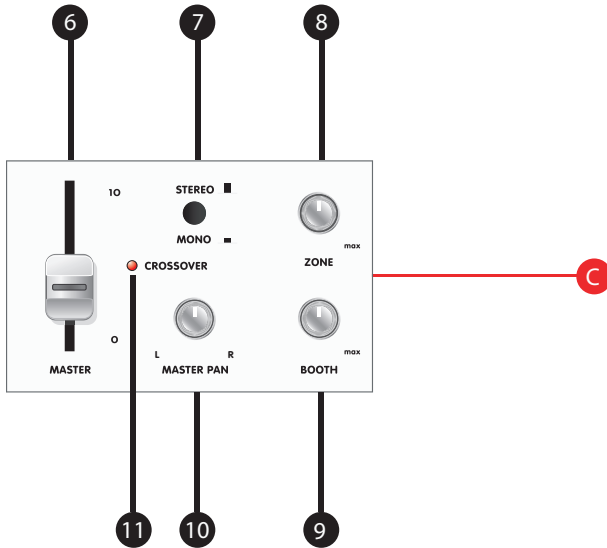 6 7 8
STEREO
10
MONO
max
CROSSOVER
ZONE
C
0
L R max
MASTER MASTER PAN BOOTH
11 10 9